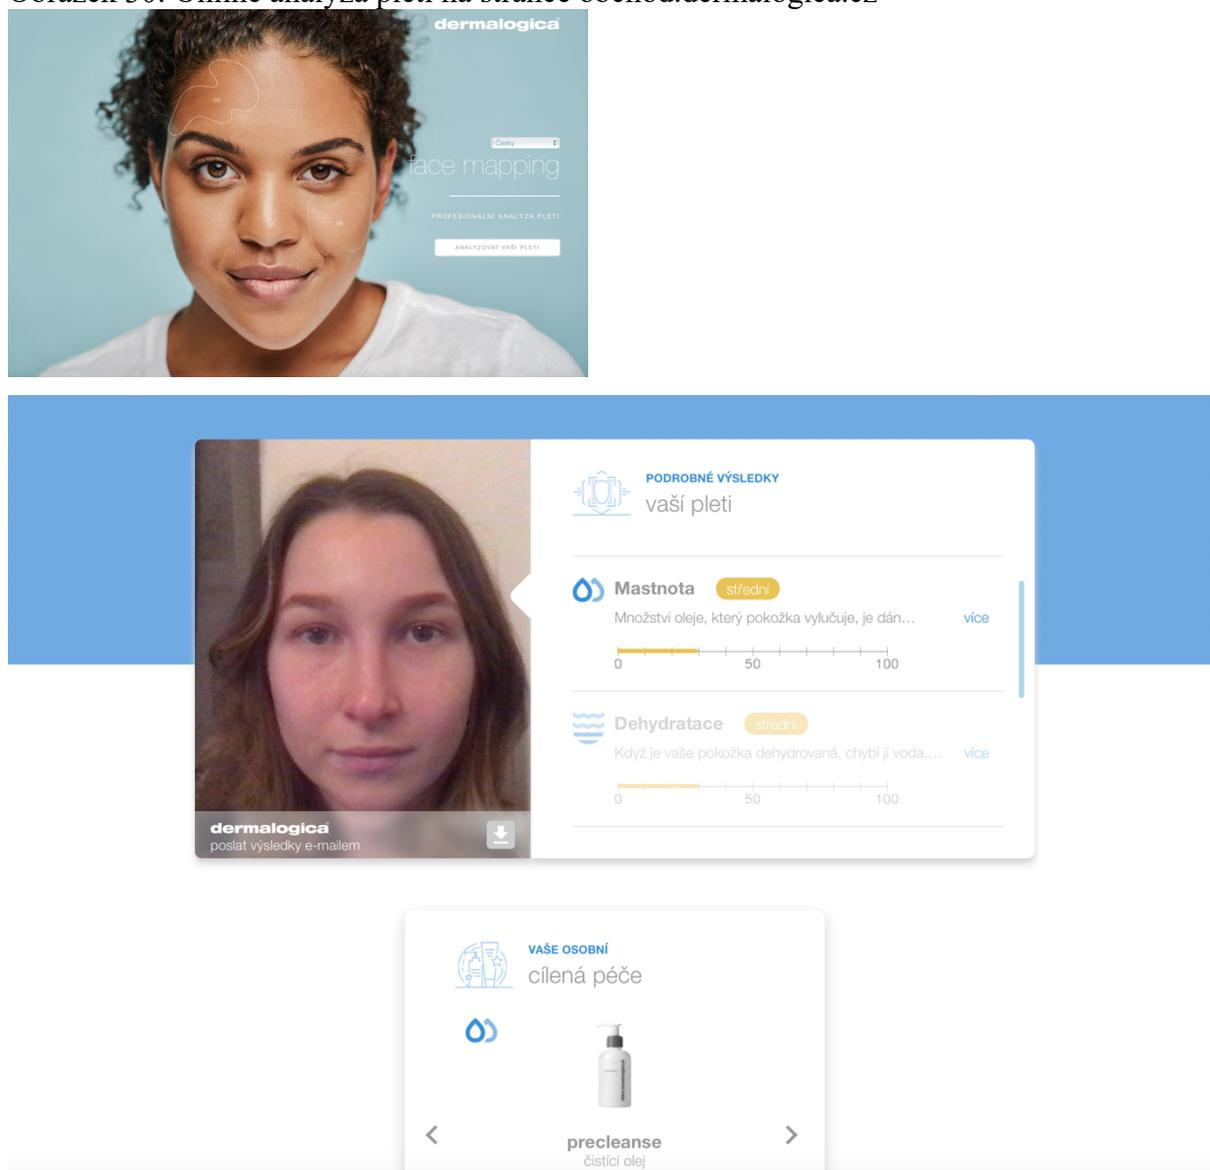 dermalogica
03
Česky
face mapping
PROFESIONÁLNÍ ANALÝZA PLETI
ANALYZOVAT VAŠI PLETI
PODROBNÉ VÝSLEDKY
vaší pleti
Mastnota střední
Množství oleje, který pokožka vylučuje, je dán... více
0 50 100
Dehydratace střední
Když je vaše pokožka dehydrovaná, chybí jí voda.... více
0 50 100
dermalogica
poslat výsledky e-mailem
VAŠE OSOBNÍ
cílená péče
precleanse
čistící olej